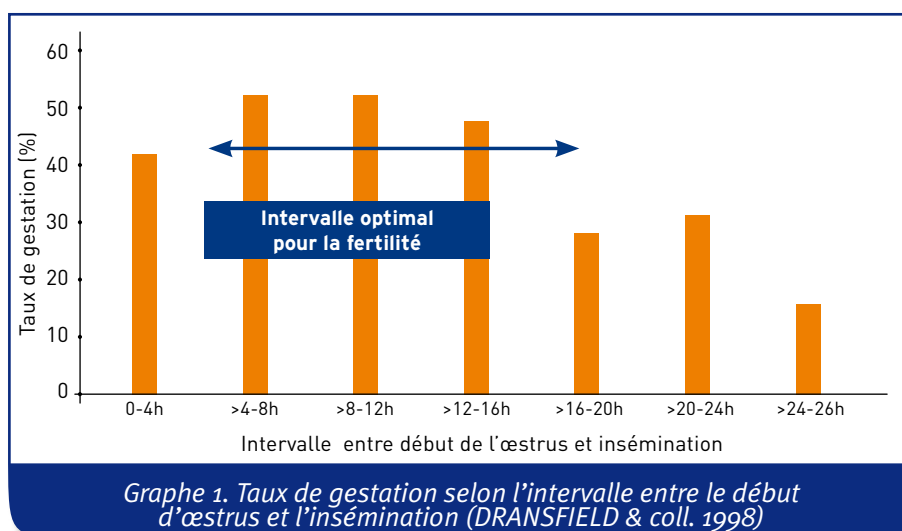 Taux de gestation (%)
60
50
40
30
20
10
0
Intervalle optimal
pour la fertilité
0-4h >4-8h >8-12h >12-16h >16-20h >20-24h >24-26h
Intervalle entre début de l'œstrus et insémination
Graphe 1. Taux de gestation selon l'intervalle entre le début
d'œstrus et l'insémination (DRANSFIELD & coll. 1998)